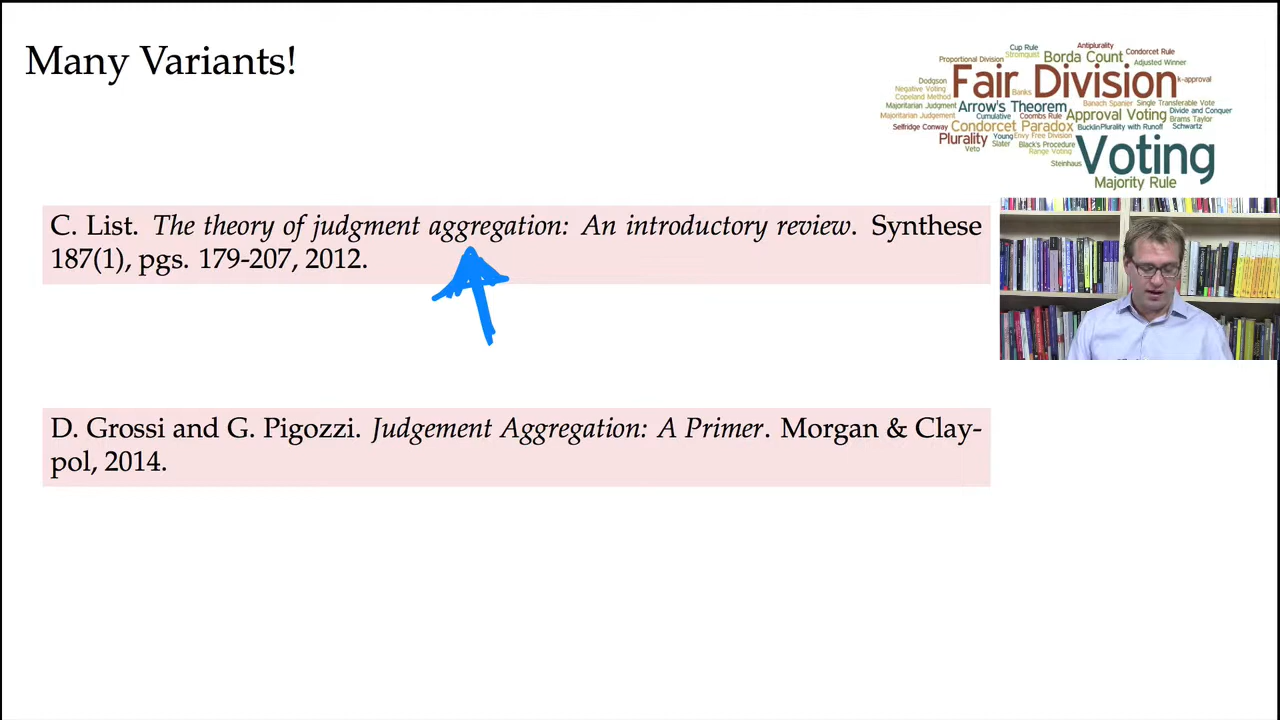 Many Variants!
Cup Rule
Antiplurality
Stromquist
Borda Count
Condorcet Rule
Proportional Division
Adjusted Winner
Dodgson
Fair Division
k-approval
Negative Voting
Banks
Copeland Method
Majoritarian Judgment
Arrow's Theorem
Banach Spanier
Single Transferable Vote
Majoritarian Judgement
Cumulative
Coombs Rule
Approval Voting
Divide and Conquer
Brams Taylor
Selfridge Conway
Condorcet Paradox
Bucklin
Plurality with Runoff
Schwartz
Plurality
Young
Envy Free Division
Veto
Slater
Black's Procedure
Range Voting
Voting
Steinhaus
Majority Rule
C. List. The theory of judgment aggregation: An introductory review. Synthese
187(1), pgs. 179-207, 2012.
D. Grossi and G. Pigozzi. Judgement Aggregation: A Primer. Morgan & Clay-
pol, 2014.